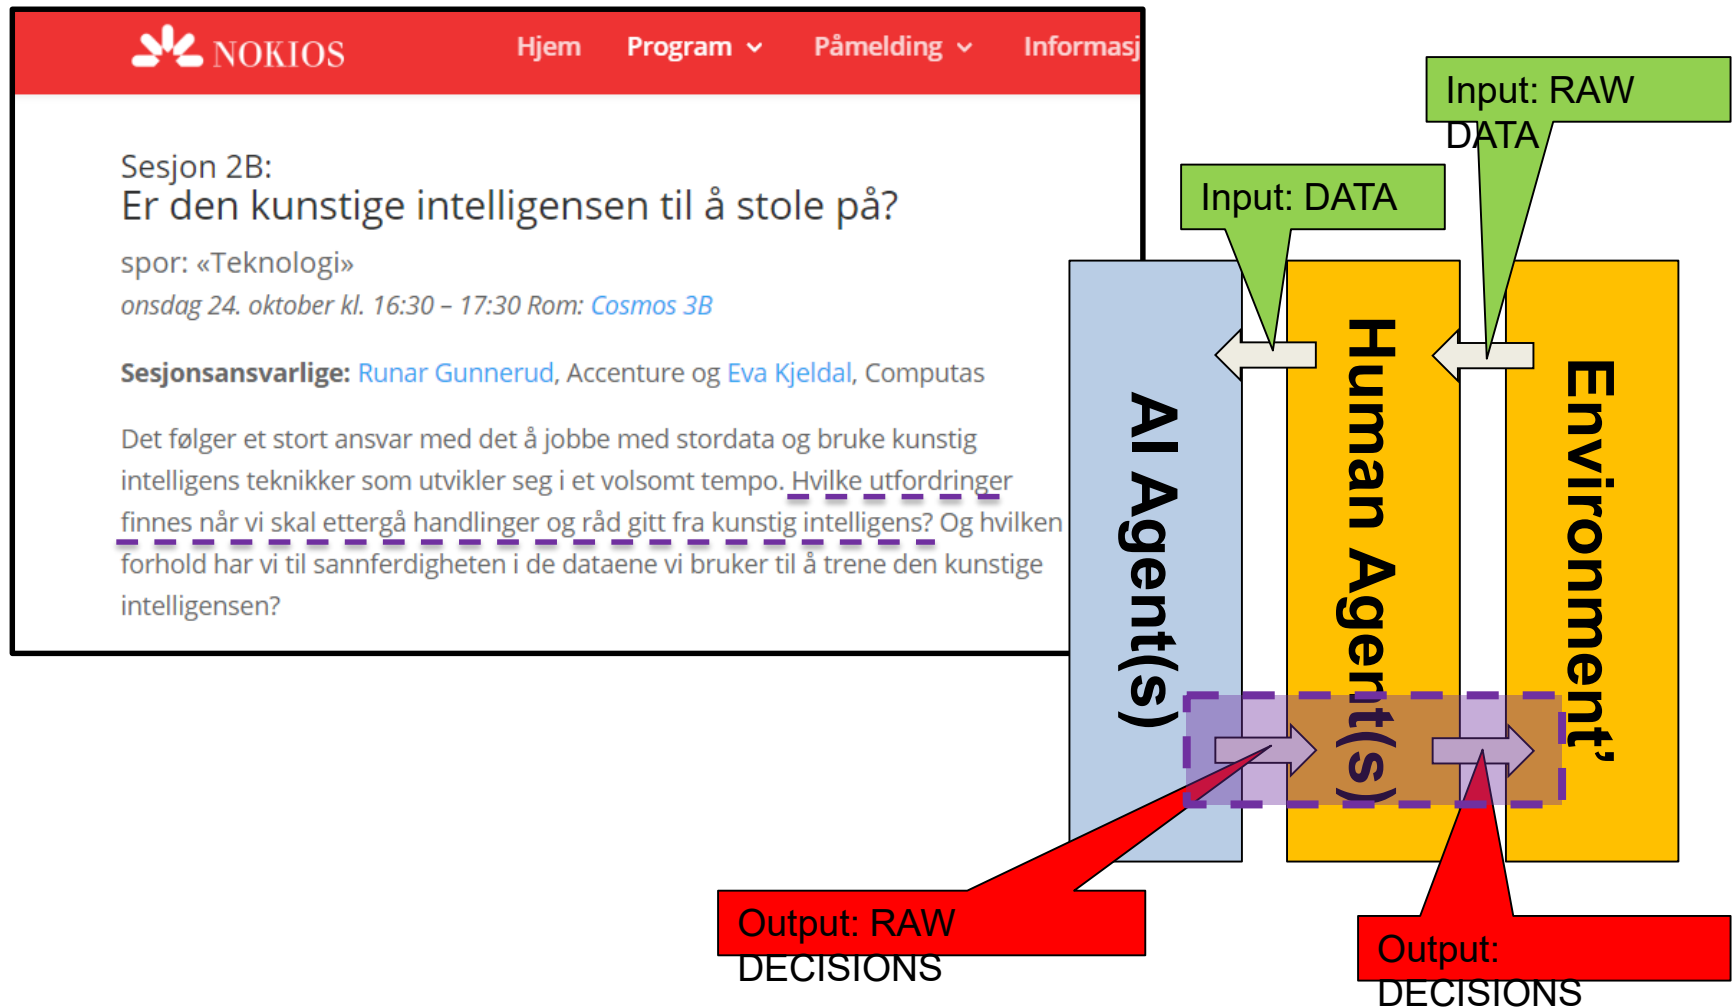 NOKIOS
Hjem Program Påmelding Informasj
Sesjon 2B:
Er den kunstige intelligensen til å stole på?
spor: «Teknologi»
onsdag 24. oktober kl. 16:30 – 17:30 Rom: Cosmos 3B
Sesjonsansvarlige: Runar Gunnerud, Accenture og Eva Kjeldal, Computas
Det følger et stort ansvar med det å jobbe med stordata og bruke kunstig
intelligens teknikker som utvikler seg i et volsomt tempo. Hvilke utfordringer
finnes når vi skal ettergå handlinger og råd gitt fra kunstig intelligens? Og hvilken
forhold har vi til sannferdigheten i de dataene vi bruker til å trene den kunstige
intelligensen?
Input: RAW
DATA
Input: DATA
AI Agent(s)
Human Agent(s)
Environment’
Output: RAW
DECISIONS
Output:
DECISIONS